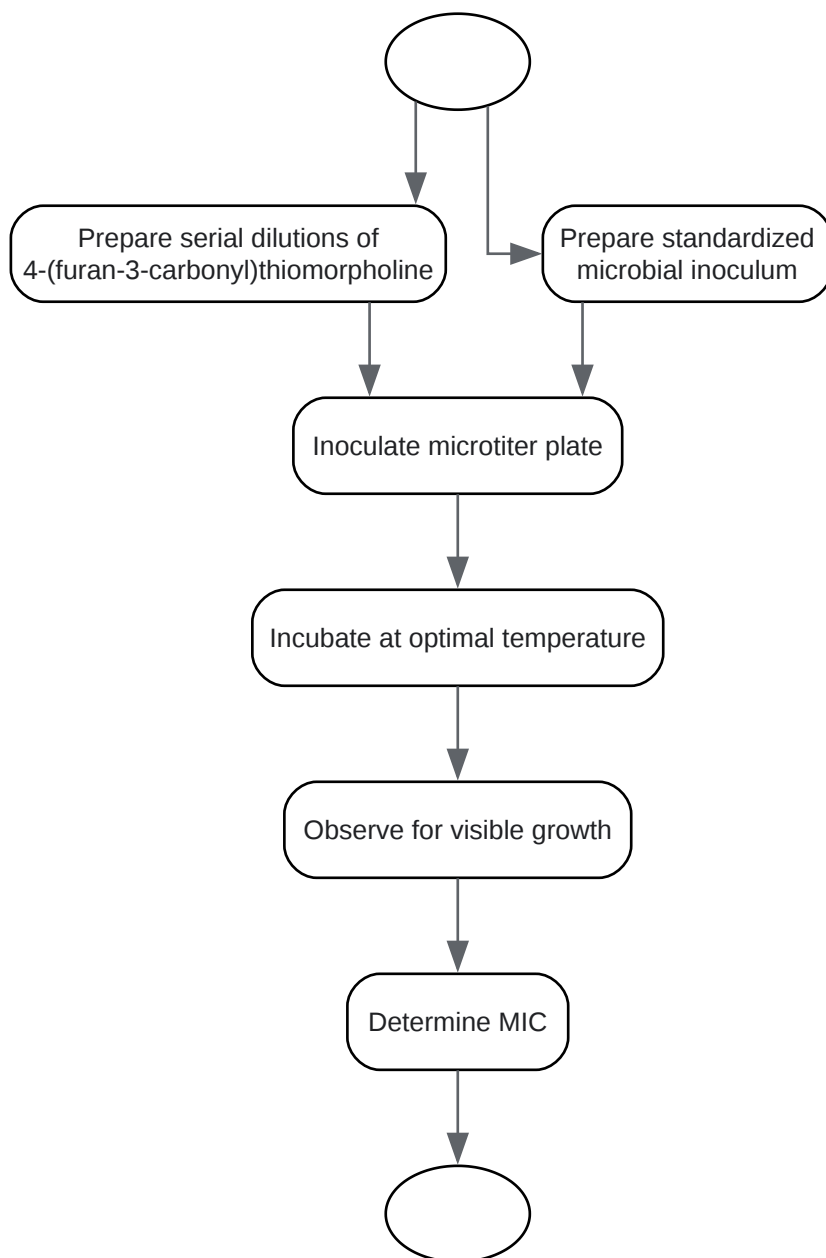 Prepare serial dilutions of
4-(furan-3-carbonyl)thiomorpholine
Prepare standardized
microbial inoculum
Inoculate microtiter plate
Incubate at optimal temperature
Observe for visible growth
Determine MIC